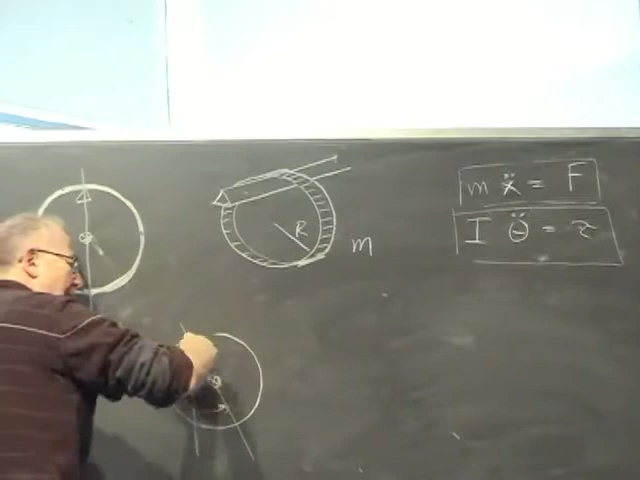 R
m
m ẍ = F
I θ̈ = τ